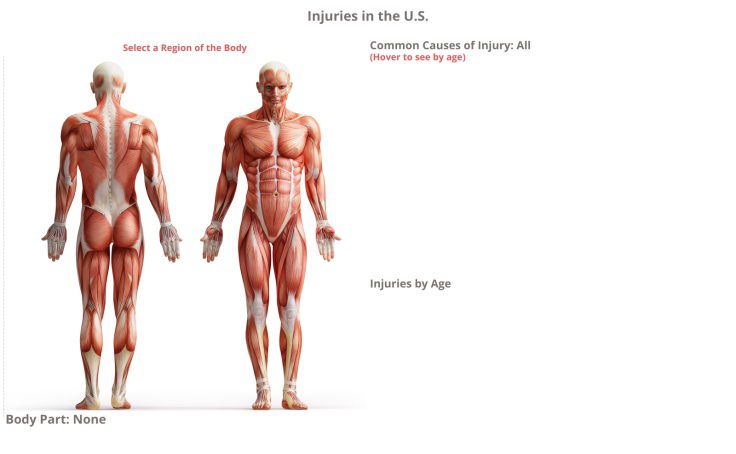 Injuries in the U.S.
Select a Region of the Body
Common Causes of Injury: All
(Hover to see by age)
Injuries by Age
Body Part: None